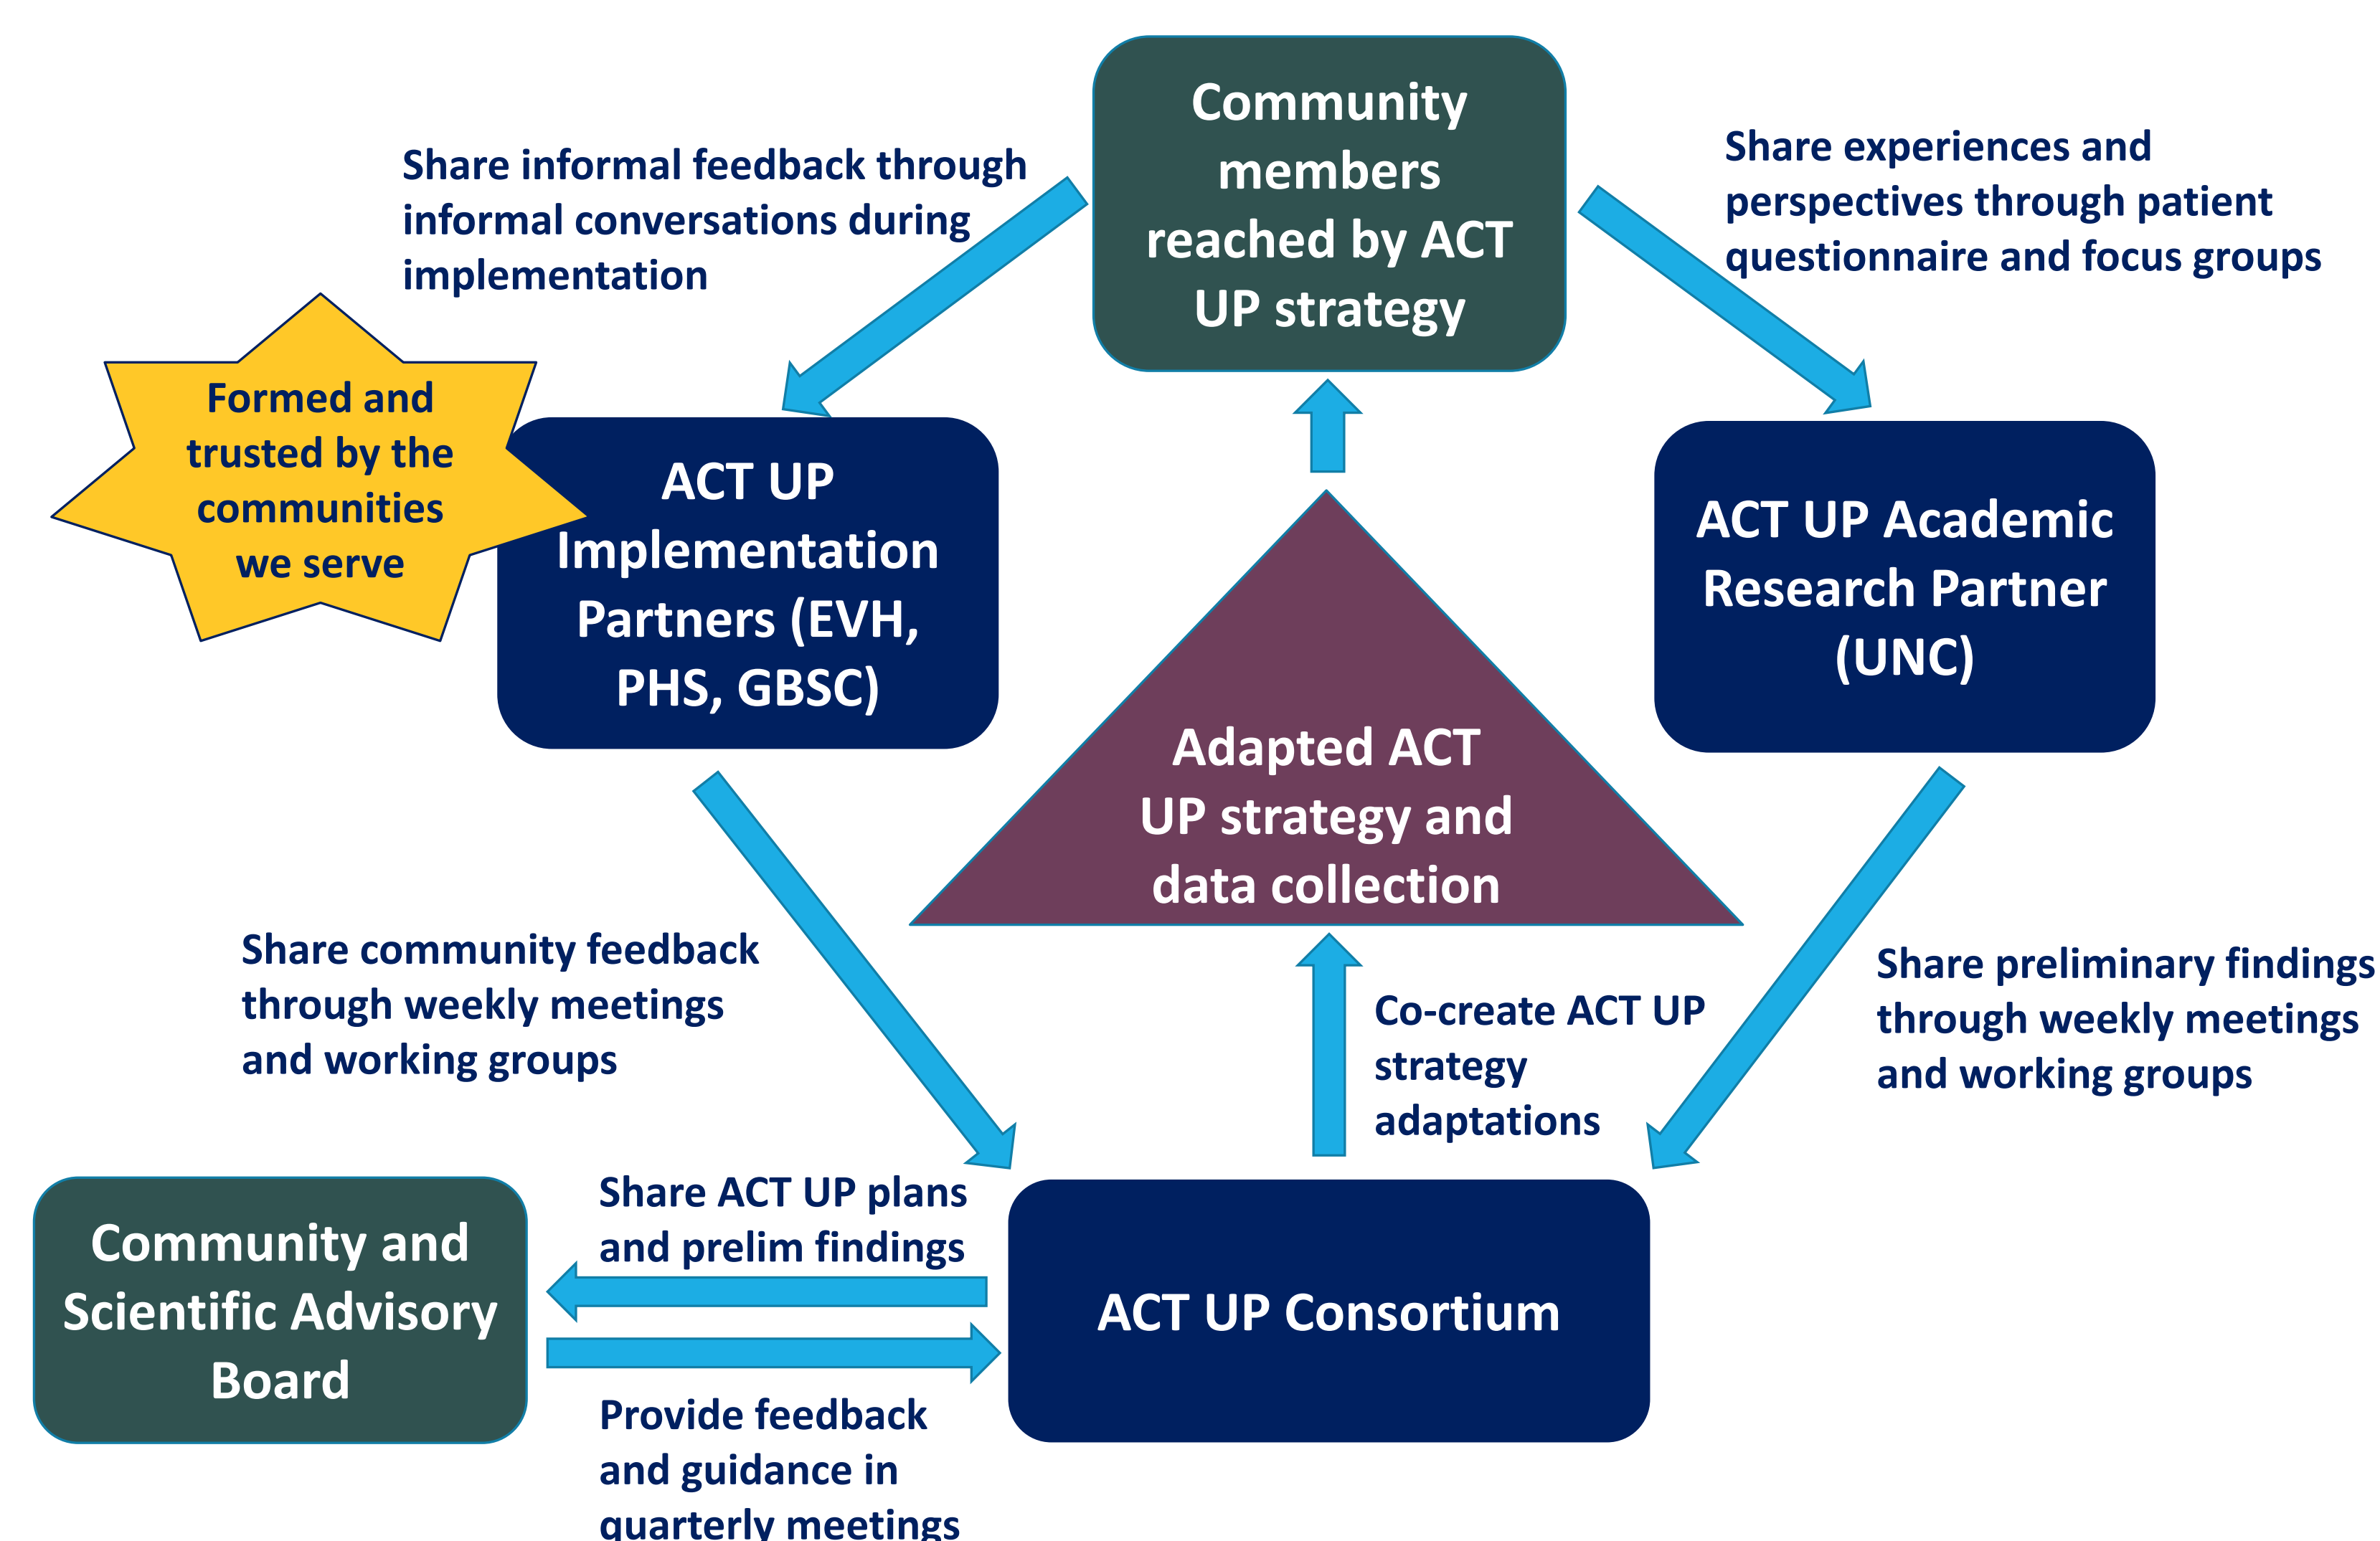 Community
members
reached by ACT
UP strategy
Share informal feedback through
informal conversations during
implementation
Share experiences and
perspectives through patient
questionnaire and focus groups
Formed and
trusted by the
communities
we serve
ACT UP
Implementation
Partners (EVH,
PHS, GBSC)
ACT UP Academic
Research Partner
(UNC)
Adapted ACT
UP strategy and
data collection
Share community feedback
through weekly meetings
and working groups
Co-create ACT UP
strategy
adaptations
Share preliminary findings
through weekly meetings
and working groups
Community and
Scientific Advisory
Board
Share ACT UP plans
and prelim findings
Provide feedback
and guidance in
quarterly meetings
ACT UP Consortium